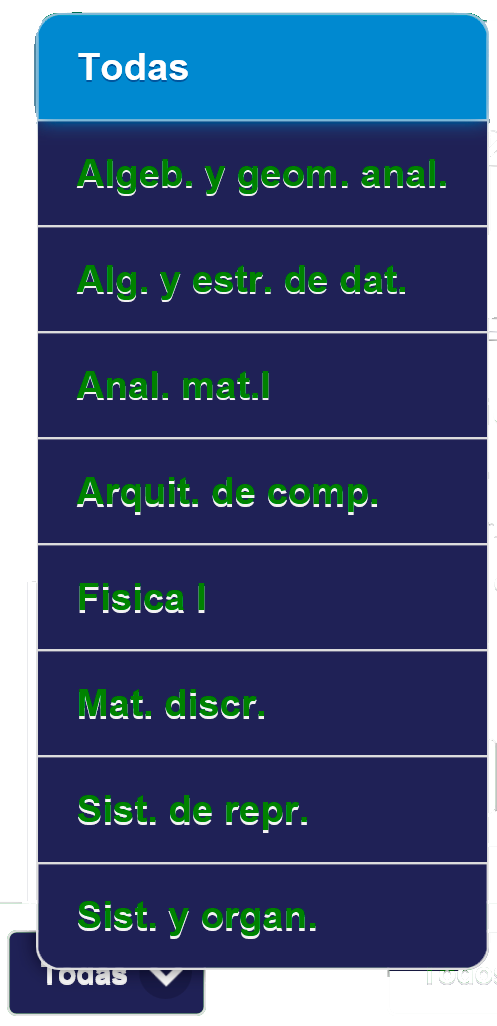 Todas
Algeb. y geom. anal.
Alg. y estr. de dat.
Anal. mat.I
Arquit. de comp.
Fisica I
Mat. discr.
Sist. de repr.
Sist. y organ.
Todas